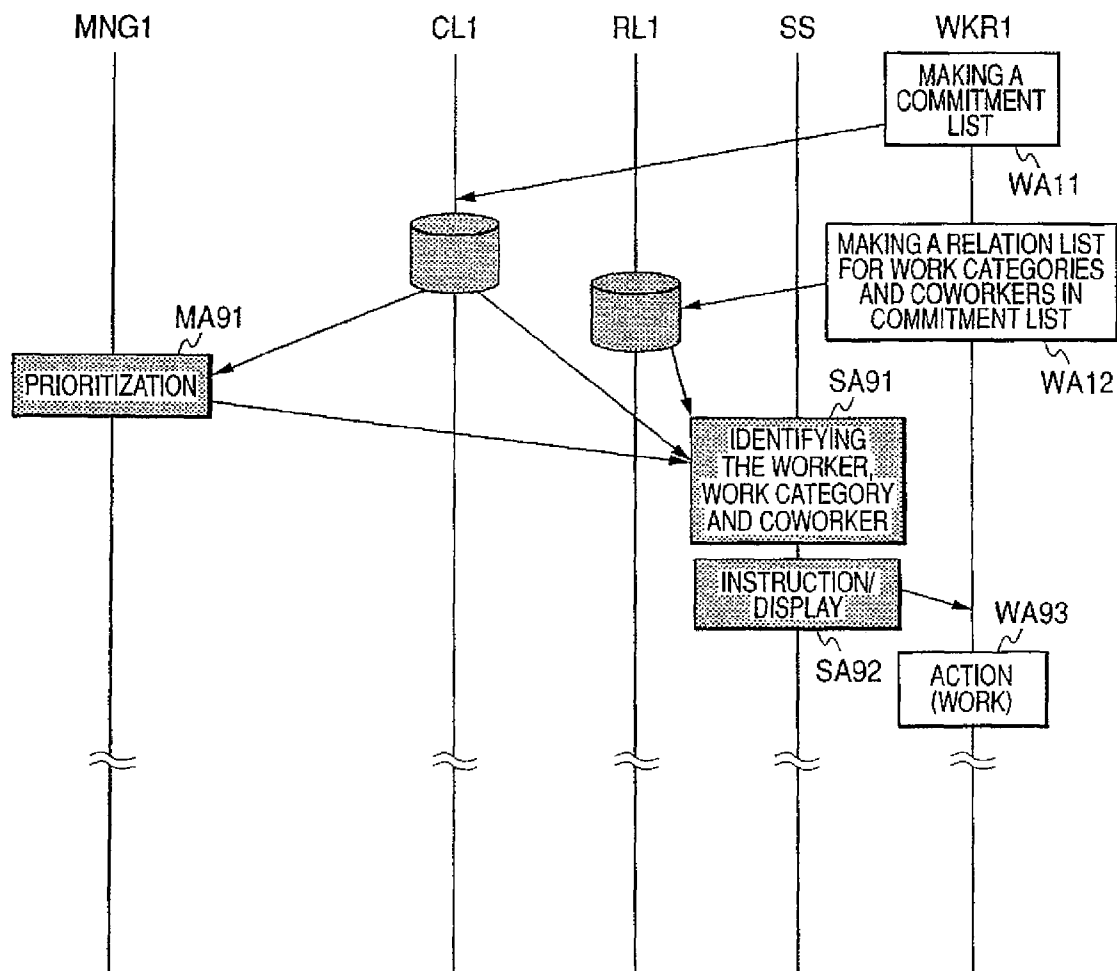 MNG1 CL1 RL1 SS WKR1
MAKING A
COMMITMENT
LIST
WA11
MAKING A RELATION LIST
FOR WORK CATEGORIES
AND COWORKERS IN
COMMITMENT LIST
WA12
MA91
PRIORITIZATION
SA91
IDENTIFYING
THE WORKER,
WORK CATEGORY
AND COWORKER
INSTRUCTION/
DISPLAY
SA92
WA93
ACTION
(WORK)